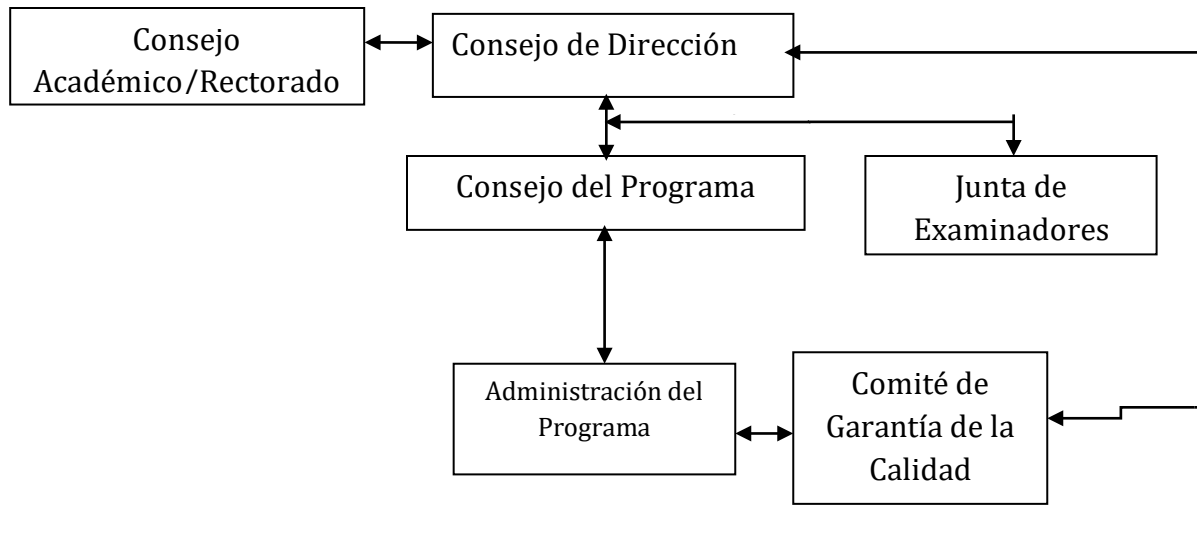 Consejo
Académico/Rectorado
Consejo de Dirección
Consejo del Programa
Junta de
Examinadores
Administración del
Programa
Comité de
Garantía de la
Calidad